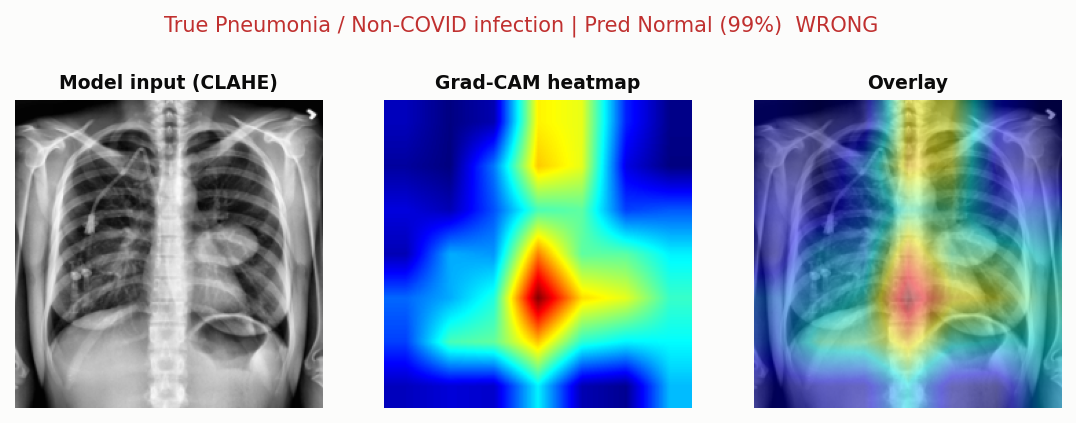 True Pneumonia / Non-COVID infection | Pred Normal (99%)  WRONG
Model input (CLAHE)
Grad-CAM heatmap
Overlay